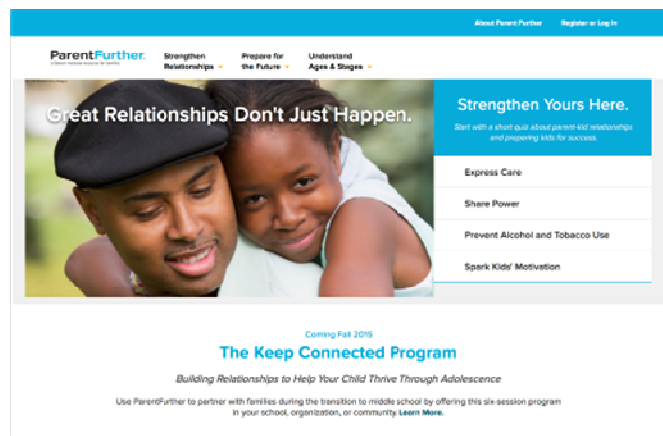 About Parent Further Register or Log In
ParentFurther.
Strengthen Prepare for Understand
Relationships the Future Ages & Stages
Great Relationships Don't Just Happen.
Strengthen Yours Here.
Start with a short quiz about parent-kid relationships
and preparing kids for success.
Express Care
Share Power
Prevent Alcohol and Tobacco Use
Spark Kids' Motivation
Coming Fall 2015
The Keep Connected Program
Building Relationships to Help Your Child Thrive Through Adolescence
Use ParentFurther to partner with families during the transition to middle school by offering this six-session program
in your school, organization, or community. Learn More.